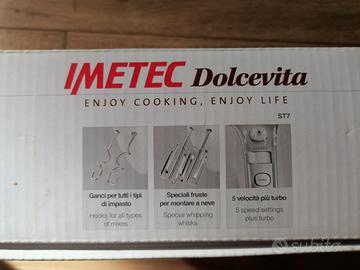 IMETEC Dolcevita
ENJOY COOKING, ENJOY LIFE
ST7
Ganci per tutti i tipi
di impasto
Hooks for all types
of mixes.
Speciali fruste
per montare a neve
Special whipping
whisks.
5 velocità più turbo
5 speed settings
plus turbo
subito